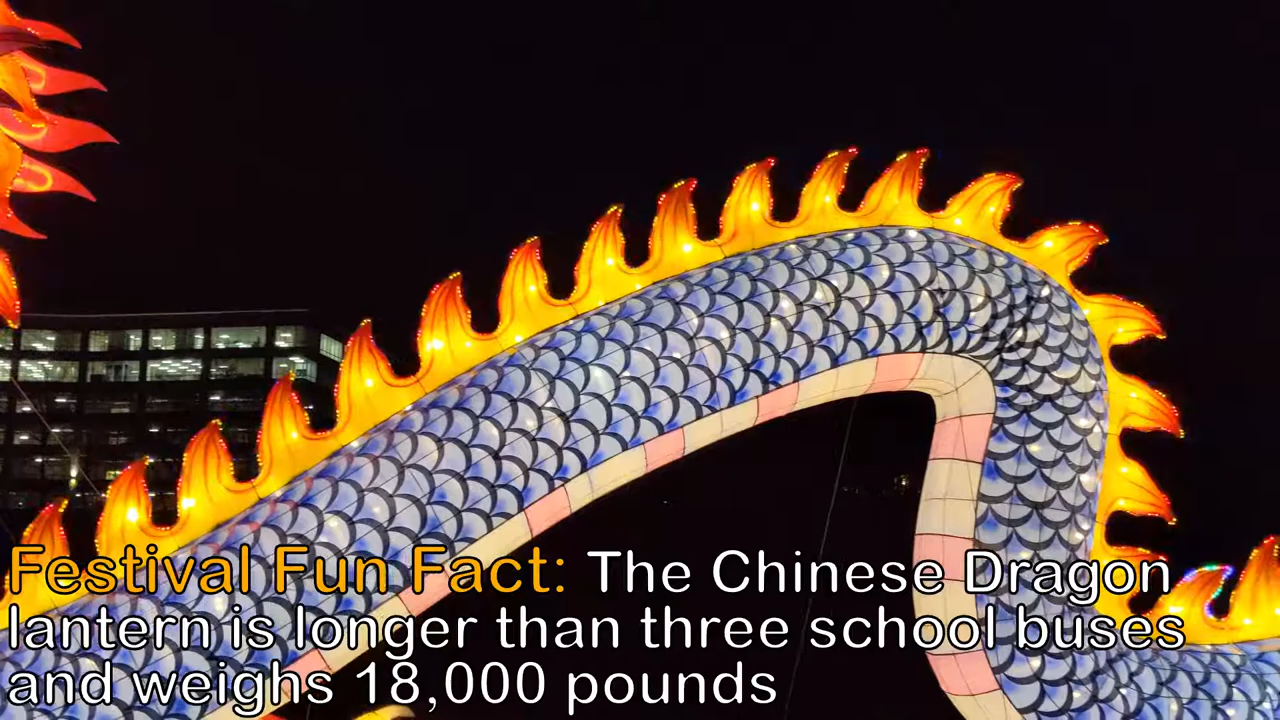 Festival Fun Fact: The Chinese Dragon
lantern is longer than three school buses
and weighs 18,000 pounds